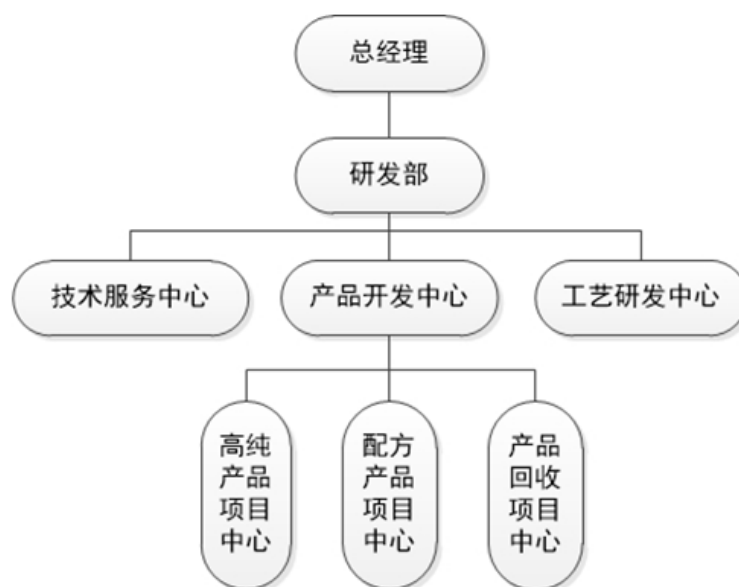 总经理
研发部
技术服务中心
产品开发中心
工艺研发中心
高纯
产品
项目
中心
配方
产品
项目
中心
产品
回收
项目
中心